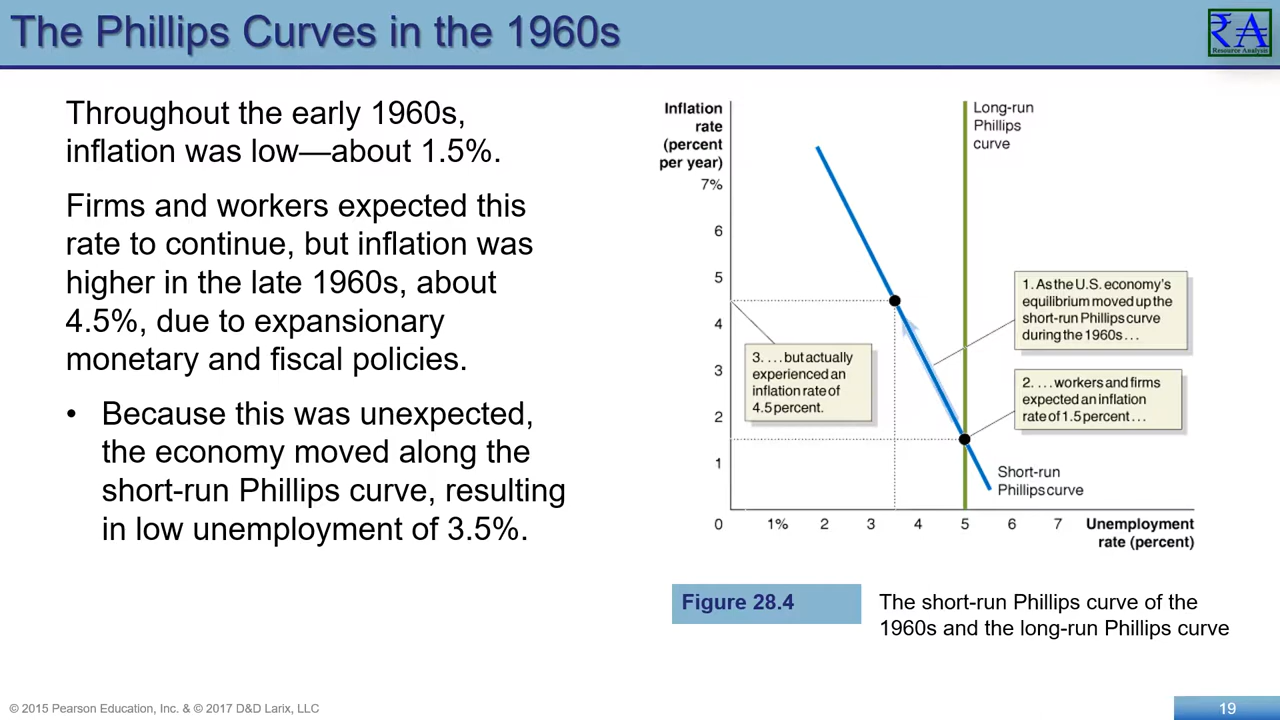 The Phillips Curves in the 1960s
₹A
Resource Analysis
Throughout the early 1960s,
inflation was low—about 1.5%.
Firms and workers expected this
rate to continue, but inflation was
higher in the late 1960s, about
4.5%, due to expansionary
monetary and fiscal policies.
• Because this was unexpected,
the economy moved along the
short-run Phillips curve, resulting
in low unemployment of 3.5%.
Inflation
rate
(percent
per year)
7%
6
5
4
3
2
1
0
1%
2
3
4
5
6
7
Unemployment
rate (percent)
Long-run
Phillips
curve
1. As the U.S. economy's
equilibrium moved up the
short-run Phillips curve
during the 1960s . . .
2. . . . workers and firms
expected an inflation
rate of 1.5 percent . . .
3. . . . but actually
experienced an
inflation rate of
4.5 percent.
Short-run
Phillips curve
Figure 28.4
The short-run Phillips curve of the
1960s and the long-run Phillips curve
© 2015 Pearson Education, Inc. & © 2017 D&D Larix, LLC
19